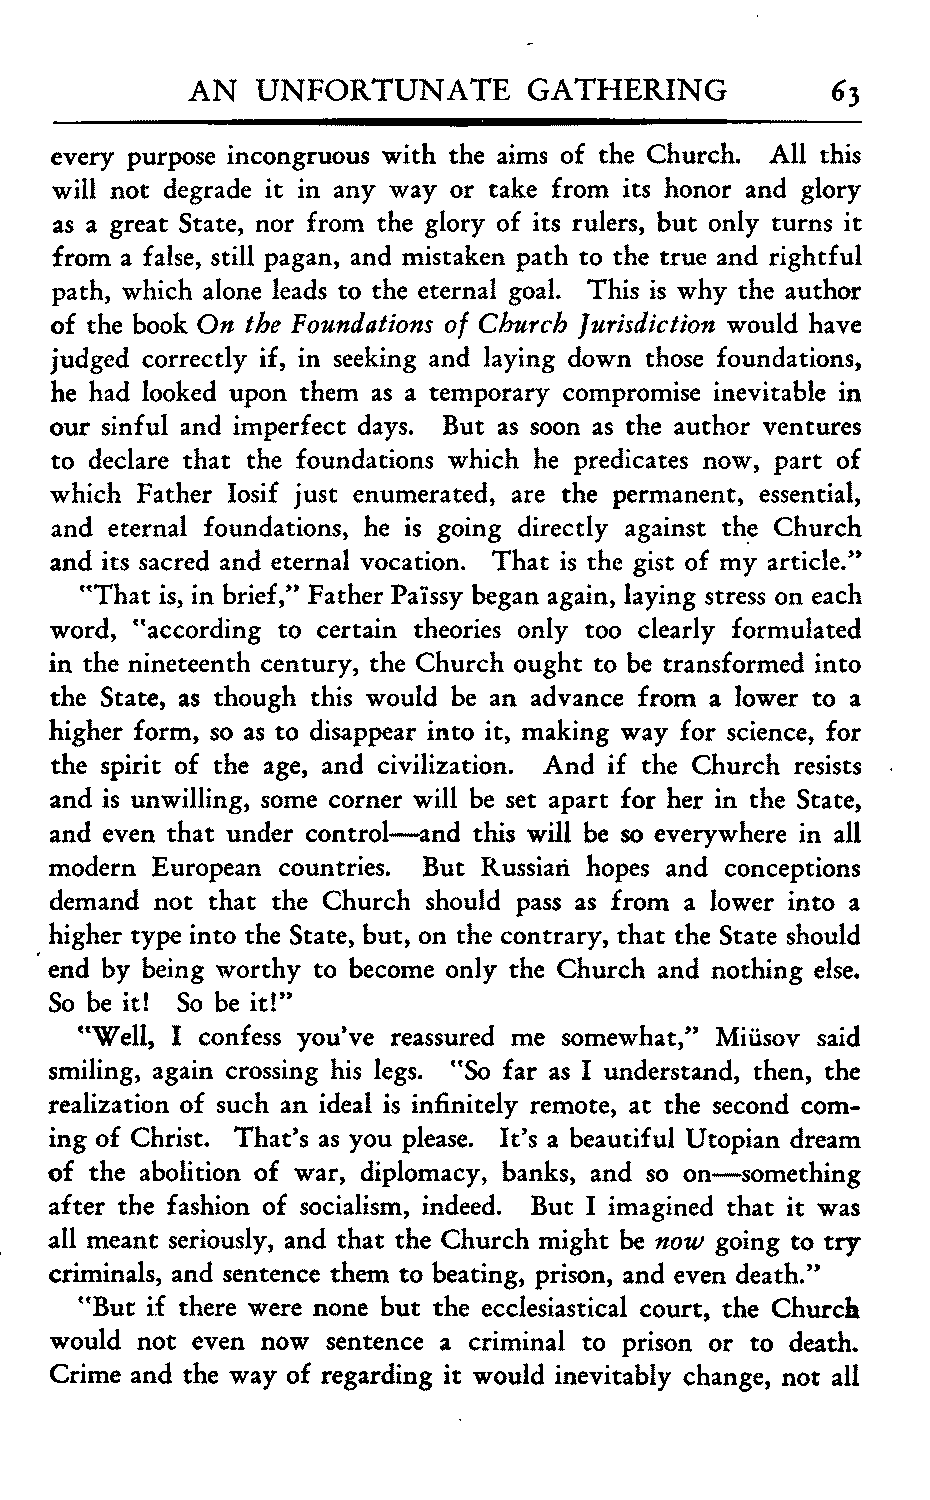 AN UNFORTUNATE GATHERING 63
every purpose incongruous with the aims of the Church. All this
will not degrade it in any way or take from its honor and glory
as a great State, nor from the glory of its rulers, but only turns it
from a false, still pagan, and mistaken path to the true and rightful
path, which alone leads to the eternal goal. This is why the author
of the book On the Foundations of Church Jurisdiction would have
judged correctly if, in seeking and laying down those foundations,
he had looked upon them as a temporary compromise inevitable in
our sinful and imperfect days. But as soon as the author ventures
to declare that the foundations which he predicates now, part of
which Father Iosif just enumerated, are the permanent, essential,
and eternal foundations, he is going directly against the Church
and its sacred and eternal vocation. That is the gist of my article."
"That is, in brief," Father Païssy began again, laying stress on each
word, "according to certain theories only too clearly formulated
in the nineteenth century, the Church ought to be transformed into
the State, as though this would be an advance from a lower to a
higher form, so as to disappear into it, making way for science, for
the spirit of the age, and civilization. And if the Church resists
and is unwilling, some corner will be set apart for her in the State,
and even that under control—and this will be so everywhere in all
modern European countries. But Russian hopes and conceptions
demand not that the Church should pass as from a lower into a
higher type into the State, but, on the contrary, that the State should
end by being worthy to become only the Church and nothing else.
So be it! So be it!"
"Well, I confess you've reassured me somewhat," Miüsov said
smiling, again crossing his legs. "So far as I understand, then, the
realization of such an ideal is infinitely remote, at the second com-
ing of Christ. That's as you please. It's a beautiful Utopian dream
of the abolition of war, diplomacy, banks, and so on—something
after the fashion of socialism, indeed. But I imagined that it was
all meant seriously, and that the Church might be now going to try
criminals, and sentence them to beating, prison, and even death."
"But if there were none but the ecclesiastical court, the Church
would not even now sentence a criminal to prison or to death.
Crime and the way of regarding it would inevitably change, not all